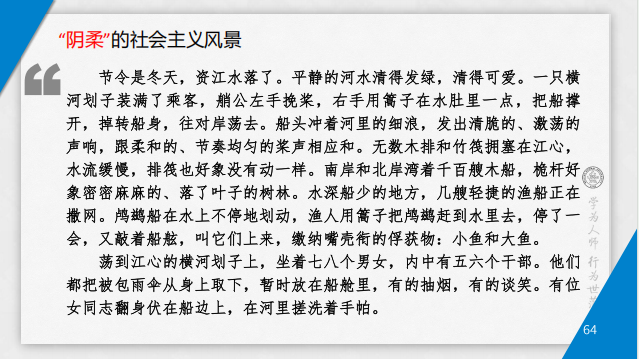 “阴柔”的社会主义风景
节令是冬天，资江水落了。平静的河水清得发绿，清得可爱。一只横
河划子装满了乘客，艄公左手挽桨，右手用篙子在水肚里一点，把船撑
开，掉转船身，往对岸荡去。船头冲着河里的细浪，发出清脆的、激荡的
声响，跟柔和的、节奏均匀的桨声相应和。无数木排和竹筏拥塞在江心，
水流缓慢，排筏也好象没有动一样。南岸和北岸湾着千百艘木船，桅杆好
象密密麻麻的、落了叶子的树林。水深船少的地方，几艘轻捷的渔船正在
撒网。鸬鹚船在水上不停地划动，渔人用篙子把鸬鹚赶到水里去，停了一
会，又敲着船舷，叫它们上来，缴纳嘴壳衔的俘获物：小鱼和大鱼。
荡到江心的横河划子上，坐着七八个男女，内中有五六个干部。他们
都把被包雨伞从身上取下，暂时放在船舱里，有的抽烟，有的谈笑。有位
女同志翻身伏在船边上，在河里搓洗着手帕。
学为人师 行为世
64